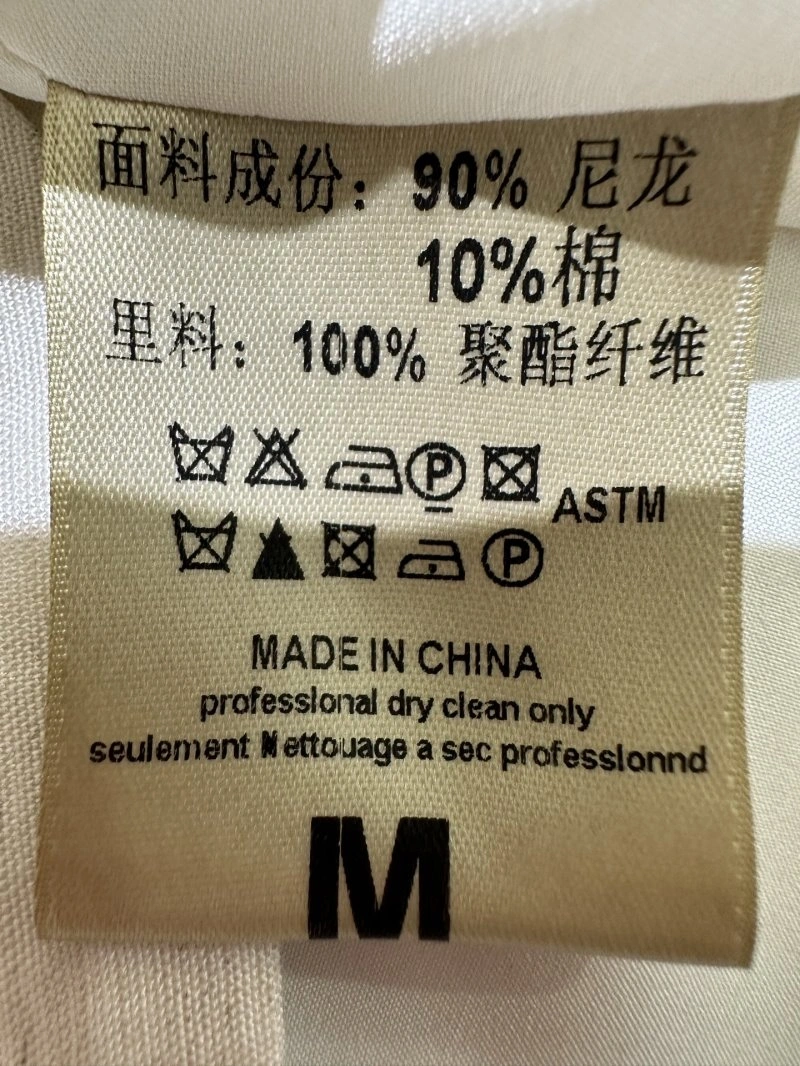 面料成份：90% 尼龙
10%棉
里料：100% 聚酯纤维
P
ASTM
P
MADE IN CHINA
professional dry clean only
seulement Nettouage a sec professlonnd
M